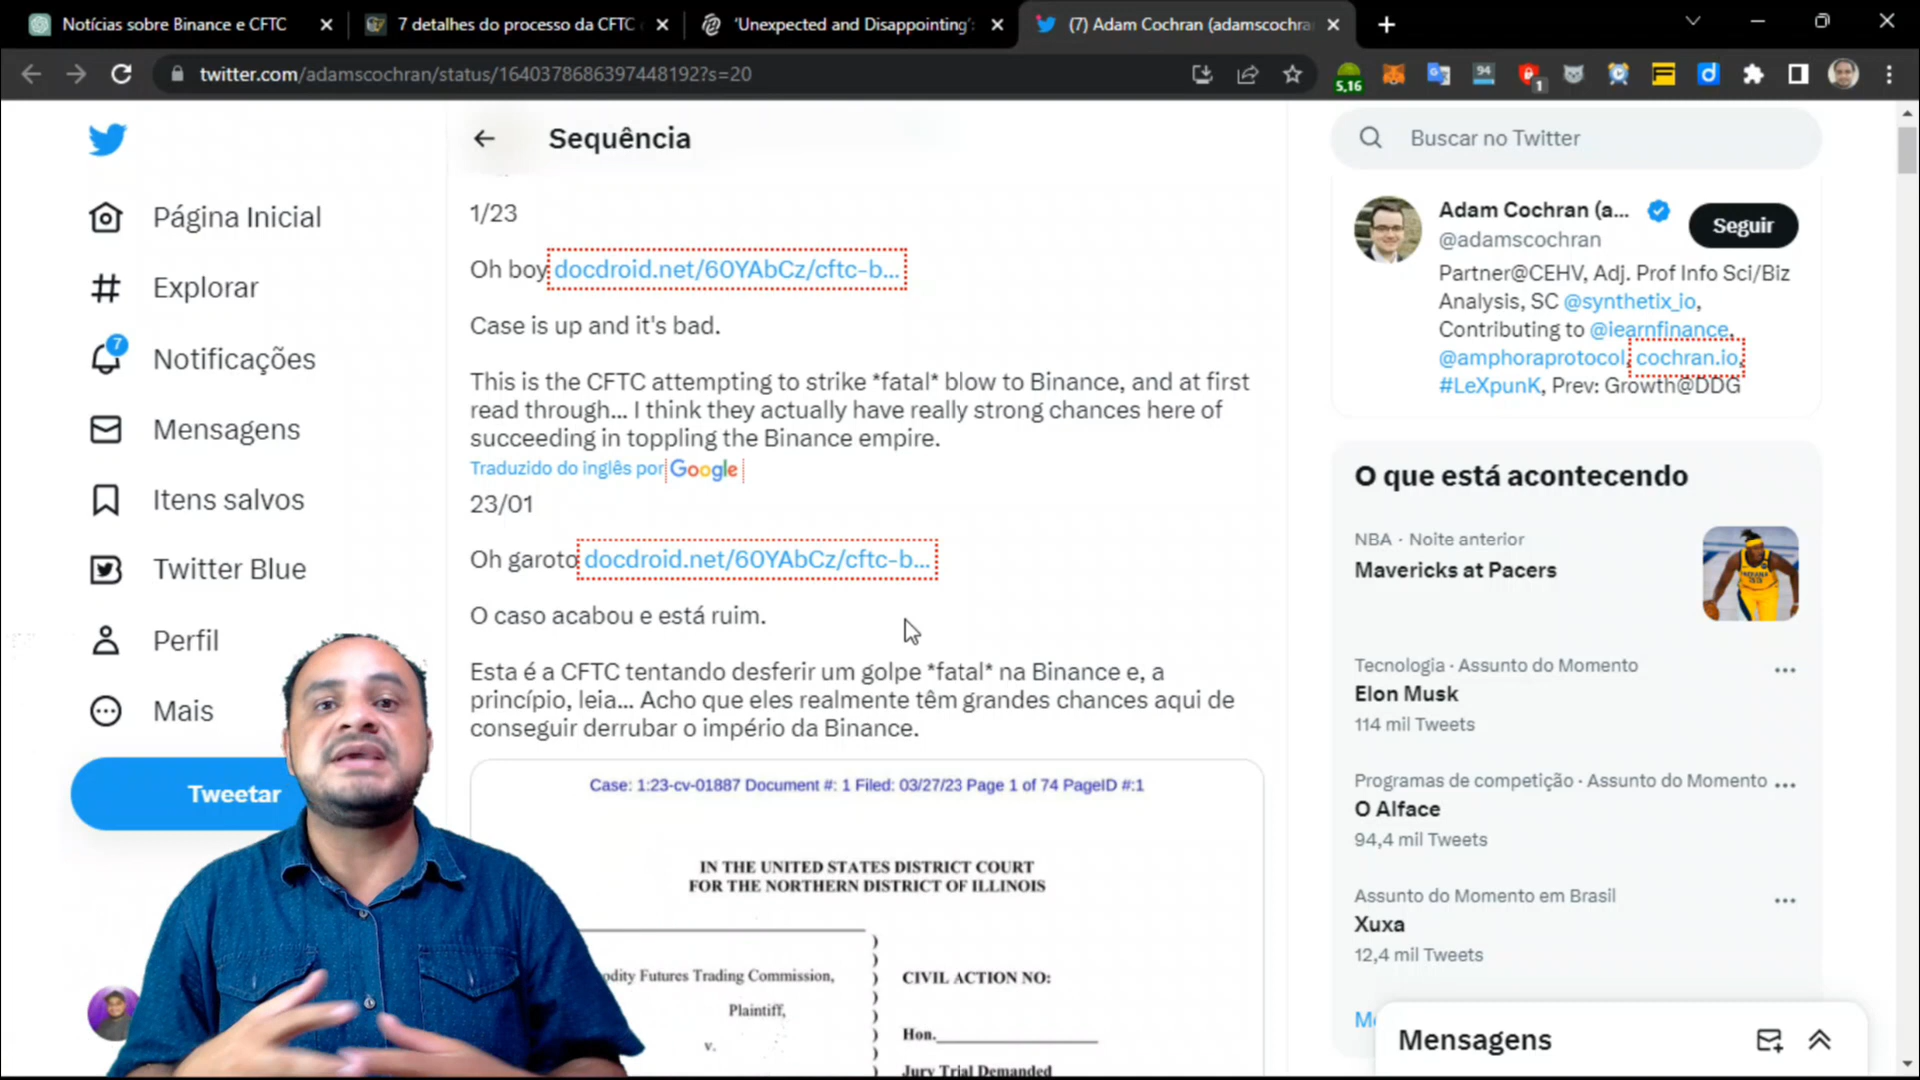 Notícias sobre Binance e CFTC
7 detalhes do processo da CFTC
'Unexpected and Disappointing'
(7) Adam Cochran (adamscochra
twitter.com/adamscochran/status/1640378686397448192?s=20
5,16
94
1
Sequência
Buscar no Twitter
7
Página Inicial
Explorar
Notificações
Mensagens
Itens salvos
Twitter Blue
Perfil
Mais
Tweetar
1/23
Oh boy docdroid.net/60YAbCz/cftc-b...
Case is up and it's bad.
This is the CFTC attempting to strike *fatal* blow to Binance, and at first
read through... I think they actually have really strong chances here of
succeeding in toppling the Binance empire.
Traduzido do inglês por Google
23/01
Oh garoto docdroid.net/60YAbCz/cftc-b...
O caso acabou e está ruim.
Esta é a CFTC tentando desferir um golpe *fatal* na Binance e, a
princípio, leia... Acho que eles realmente têm grandes chances aqui de
conseguir derrubar o império da Binance.
Case: 1:23-cv-01887 Document #: 1 Filed: 03/27/23 Page 1 of 74 PageID #:1
IN THE UNITED STATES DISTRICT COURT
FOR THE NORTHERN DISTRICT OF ILLINOIS
Futures Trading Commission,
Plaintiff,
v.
CIVIL ACTION NO:
Hon.
Jury Trial Demanded
Adam Cochran (a...
Seguir
@adamscochran
Partner@CEHV, Adj. Prof Info Sci/Biz
Analysis, SC @synthetix_io,
Contributing to @iearnfinance,
@amphoraprotocol, cochran.io,
#LeXpunK, Prev: Growth@DDG
O que está acontecendo
NBA · Noite anterior
Mavericks at Pacers
Tecnologia · Assunto do Momento
Elon Musk
114 mil Tweets
Programas de competição · Assunto do Momento
O Alface
94,4 mil Tweets
Assunto do Momento em Brasil
Xuxa
12,4 mil Tweets
Mensagens